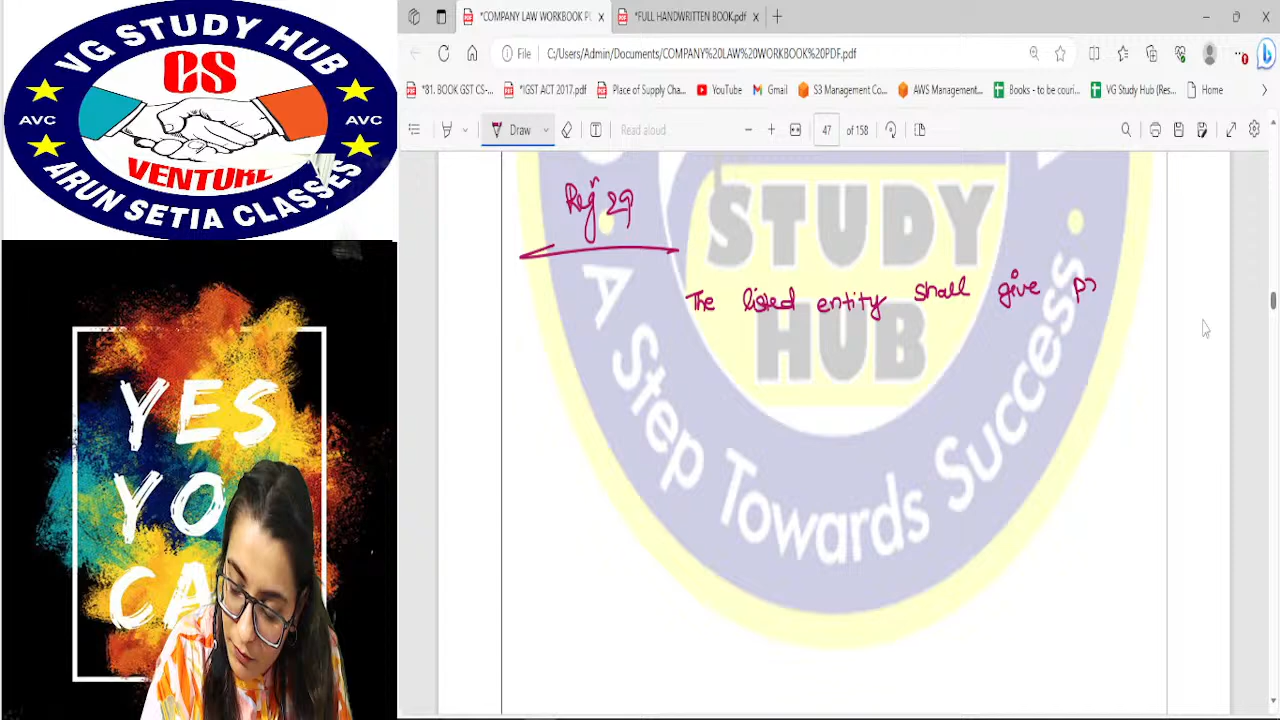 VG STUDY HUB
CS
AVC
AVC
VENTURE
ARUN SETIA CLASSES
YES
YO
CA
*COMPANY LAW WORKBOOK P
*FULL HANDWRITTEN BOOK.pdf
File C:/Users/Admin/Documents/COMPANY%20LAW%20WORKBOOK%20PDF.pdf
*81. BOOK GST CS-... *IGST ACT 2017.pdf Place of Supply Cha... YouTube Gmail S3 Management Co... AWS Management... Books - to be couri... VG Study Hub (Res... Home
Draw Read aloud 47 of 158
STUDY
HUB
A Step Towards Success
Reg 29
The listed entity shall give